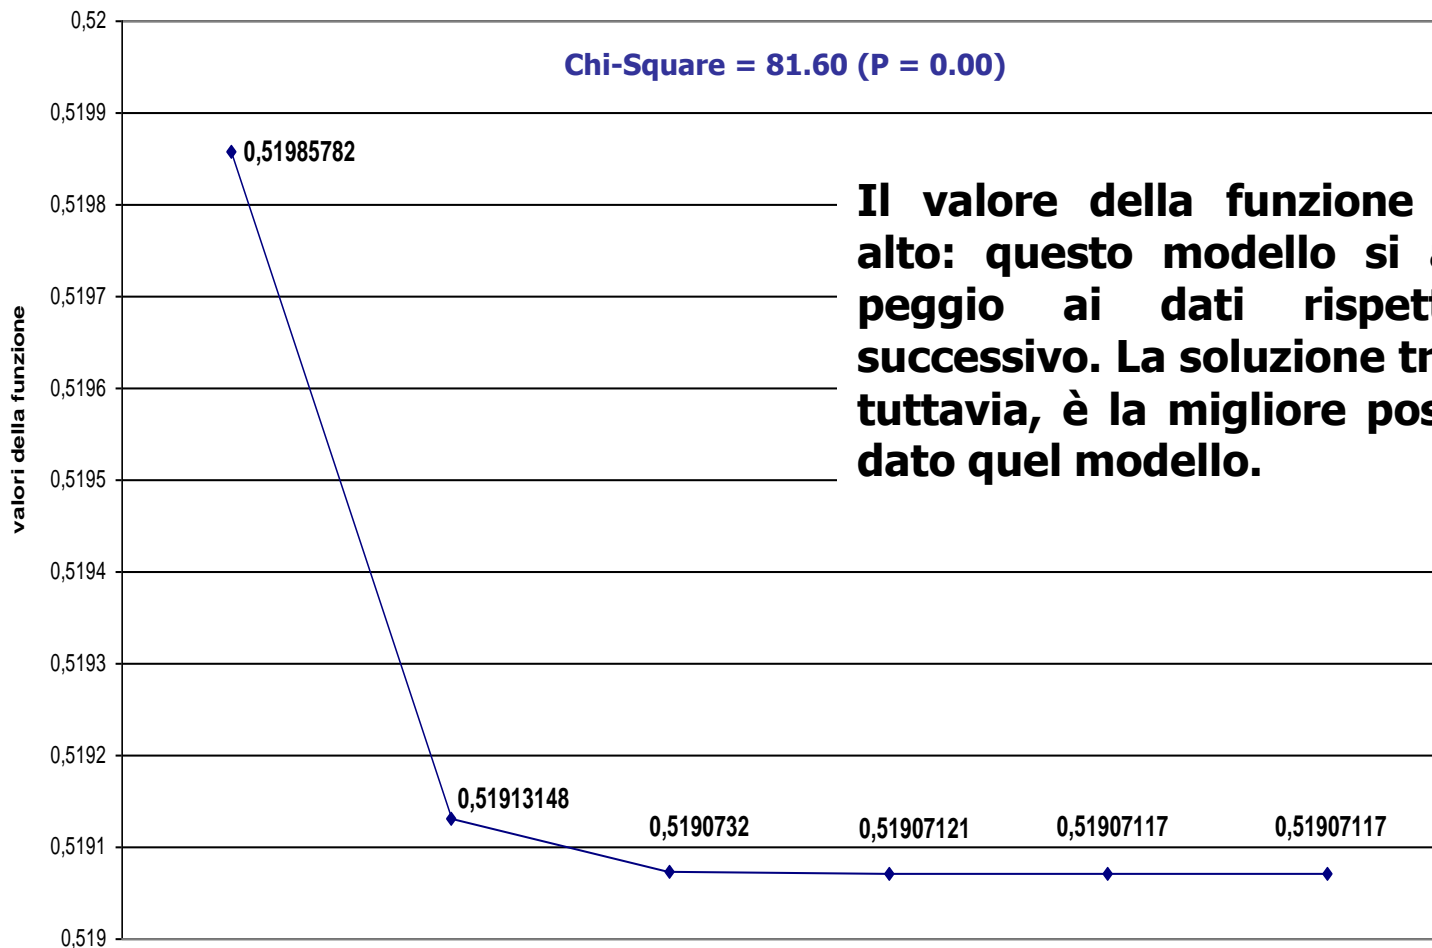 0,52
Chi-Square = 81.60 (P = 0.00)
0,5199
0,51985782
0,5198
Il valore della funzione
alto: questo modello si
0,5197
peggio ai dati
successivo. La soluzione
0,5196
tuttavia, è la migliore
dato quel modello.
0,5195
valori della funzione
0,5194
0,5193
0,5192
0,51913148
0,5190732
0,51907121
0,51907117
0,51907117
0,5191
0,519